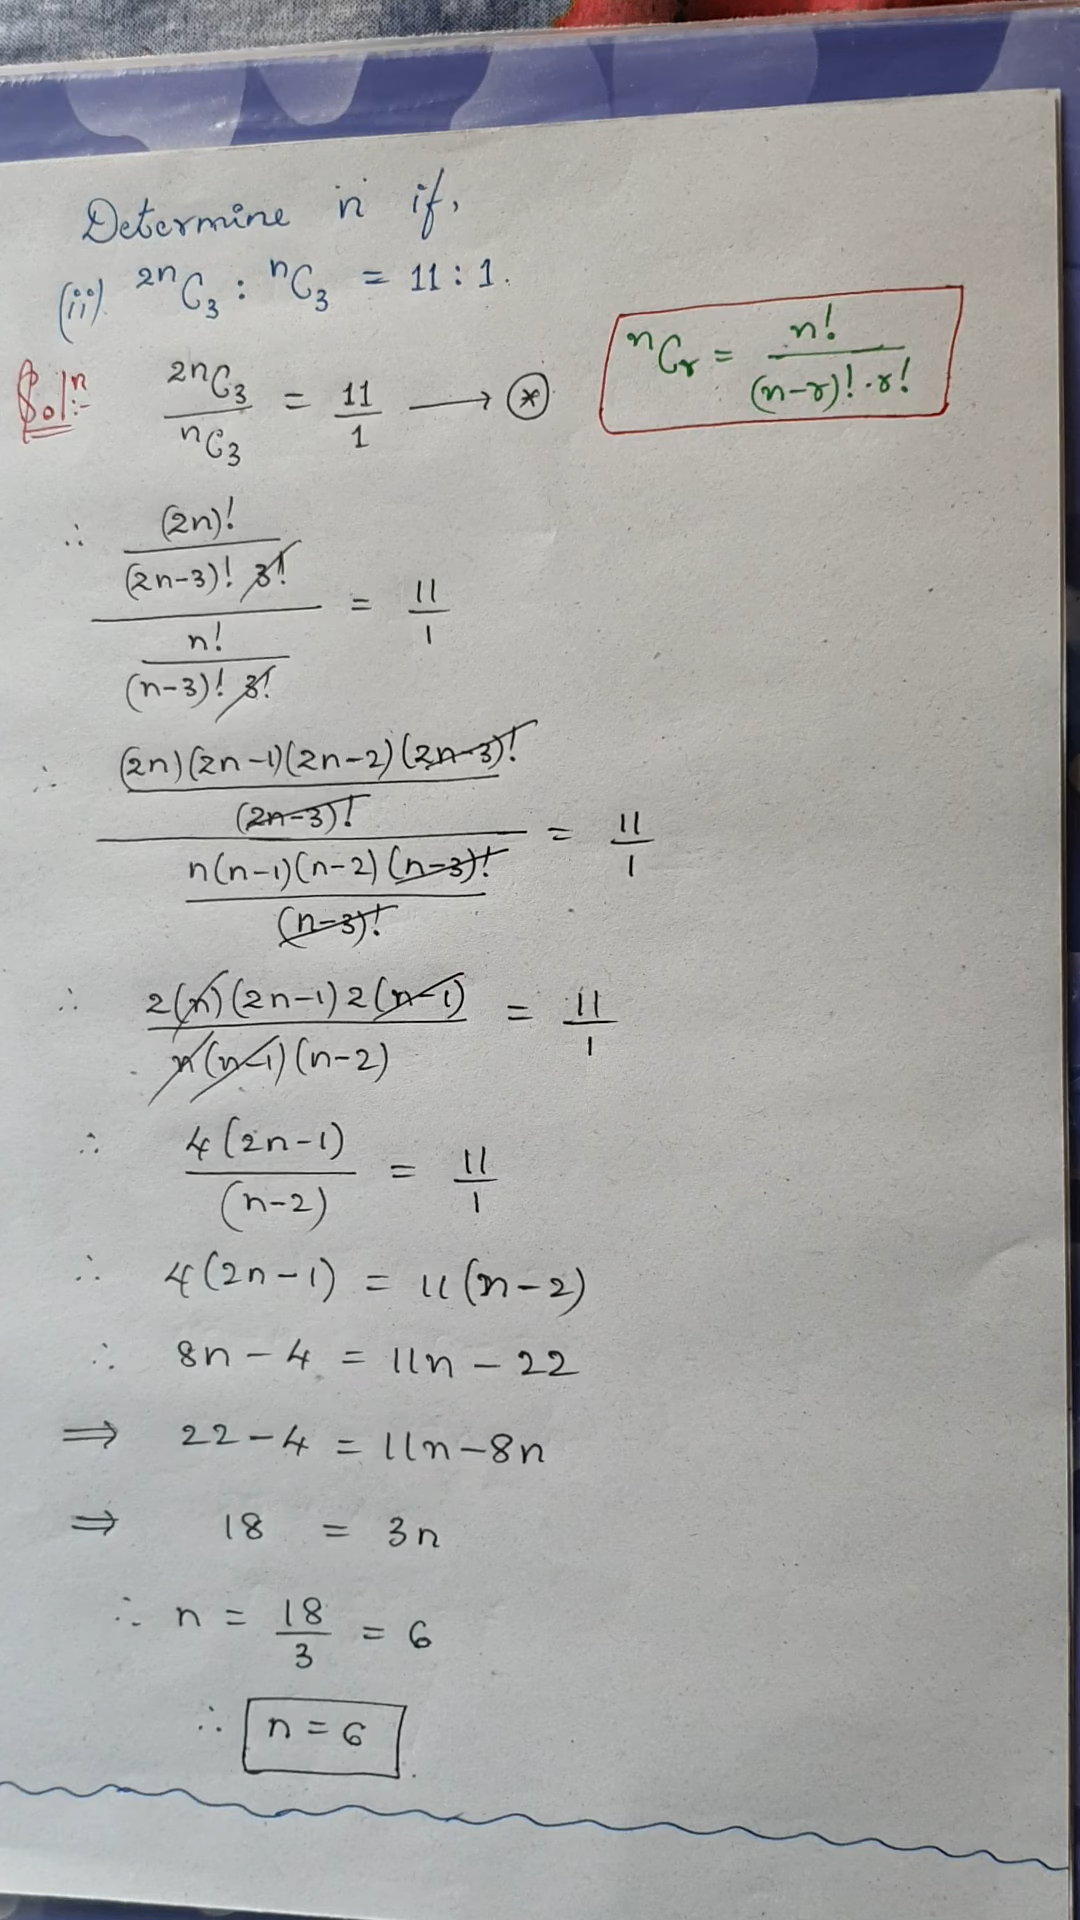 Determine n if,
(ii) ²ⁿC₃ : ⁿC₃ = 11 : 1.
Solⁿ:- ²ⁿC₃ / ⁿC₃ = 11/1 → ⊛
ⁿCᵣ = n! / (n-r)! · r!
∴ ((2n)! / (2n-3)! 3!) / (n! / (n-3)! 3!) = 11/1
∴ ((2n)(2n-1)(2n-2)(2n-3)! / (2n-3)!) / (n(n-1)(n-2)(n-3)! / (n-3)!) = 11/1
∴ 2(n)(2n-1)2(n-1) / n(n-1)(n-2) = 11/1
∴ 4(2n-1) / (n-2) = 11/1
∴ 4(2n-1) = 11(n-2)
∴ 8n - 4 = 11n - 22
⇒ 22 - 4 = 11n - 8n
⇒ 18 = 3n
∴ n = 18/3 = 6
∴ n = 6